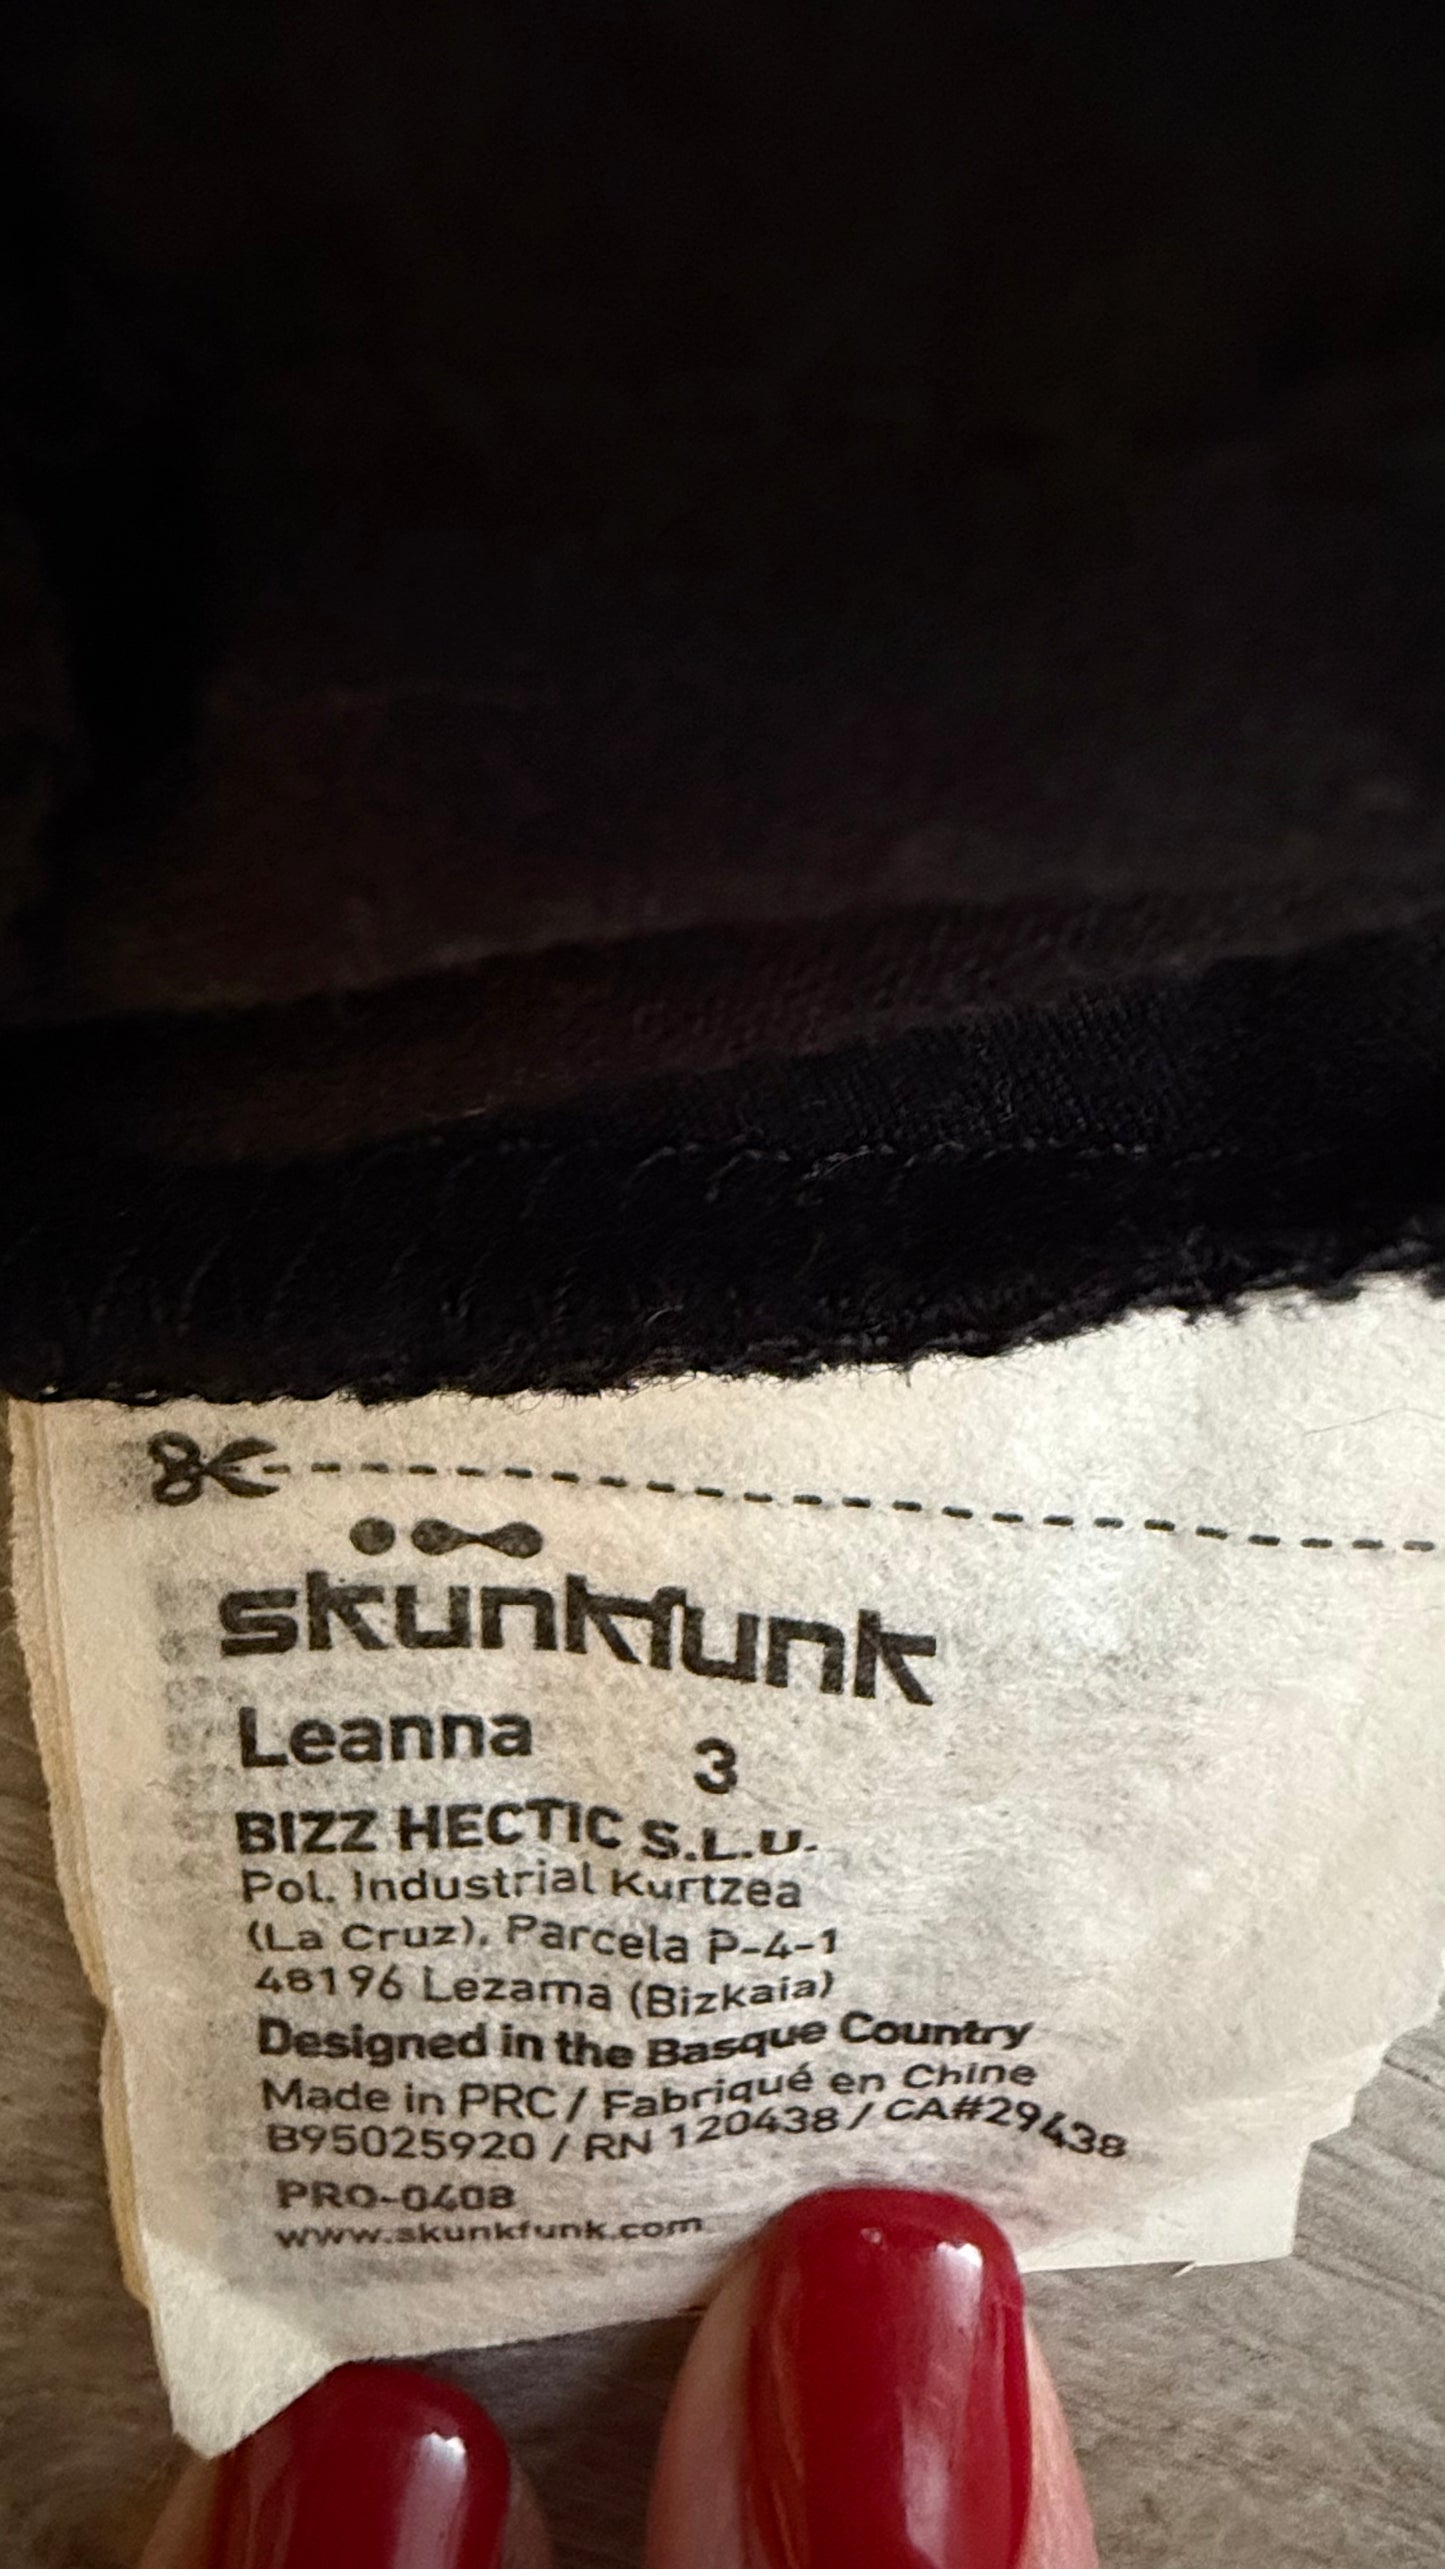 skunkfunk
Leanna 3
BIZZ HECTIC S.L.U.
Pol. Industrial Kurtzea
(La Cruz), Parcela P-4-1
48196 Lezama (Bizkaia)
Designed in the Basque Country
Made in PRC / Fabriqué en Chine
B95025920 / RN 120438 / CA#29438
PRO-0408
www.skunkfunk.com